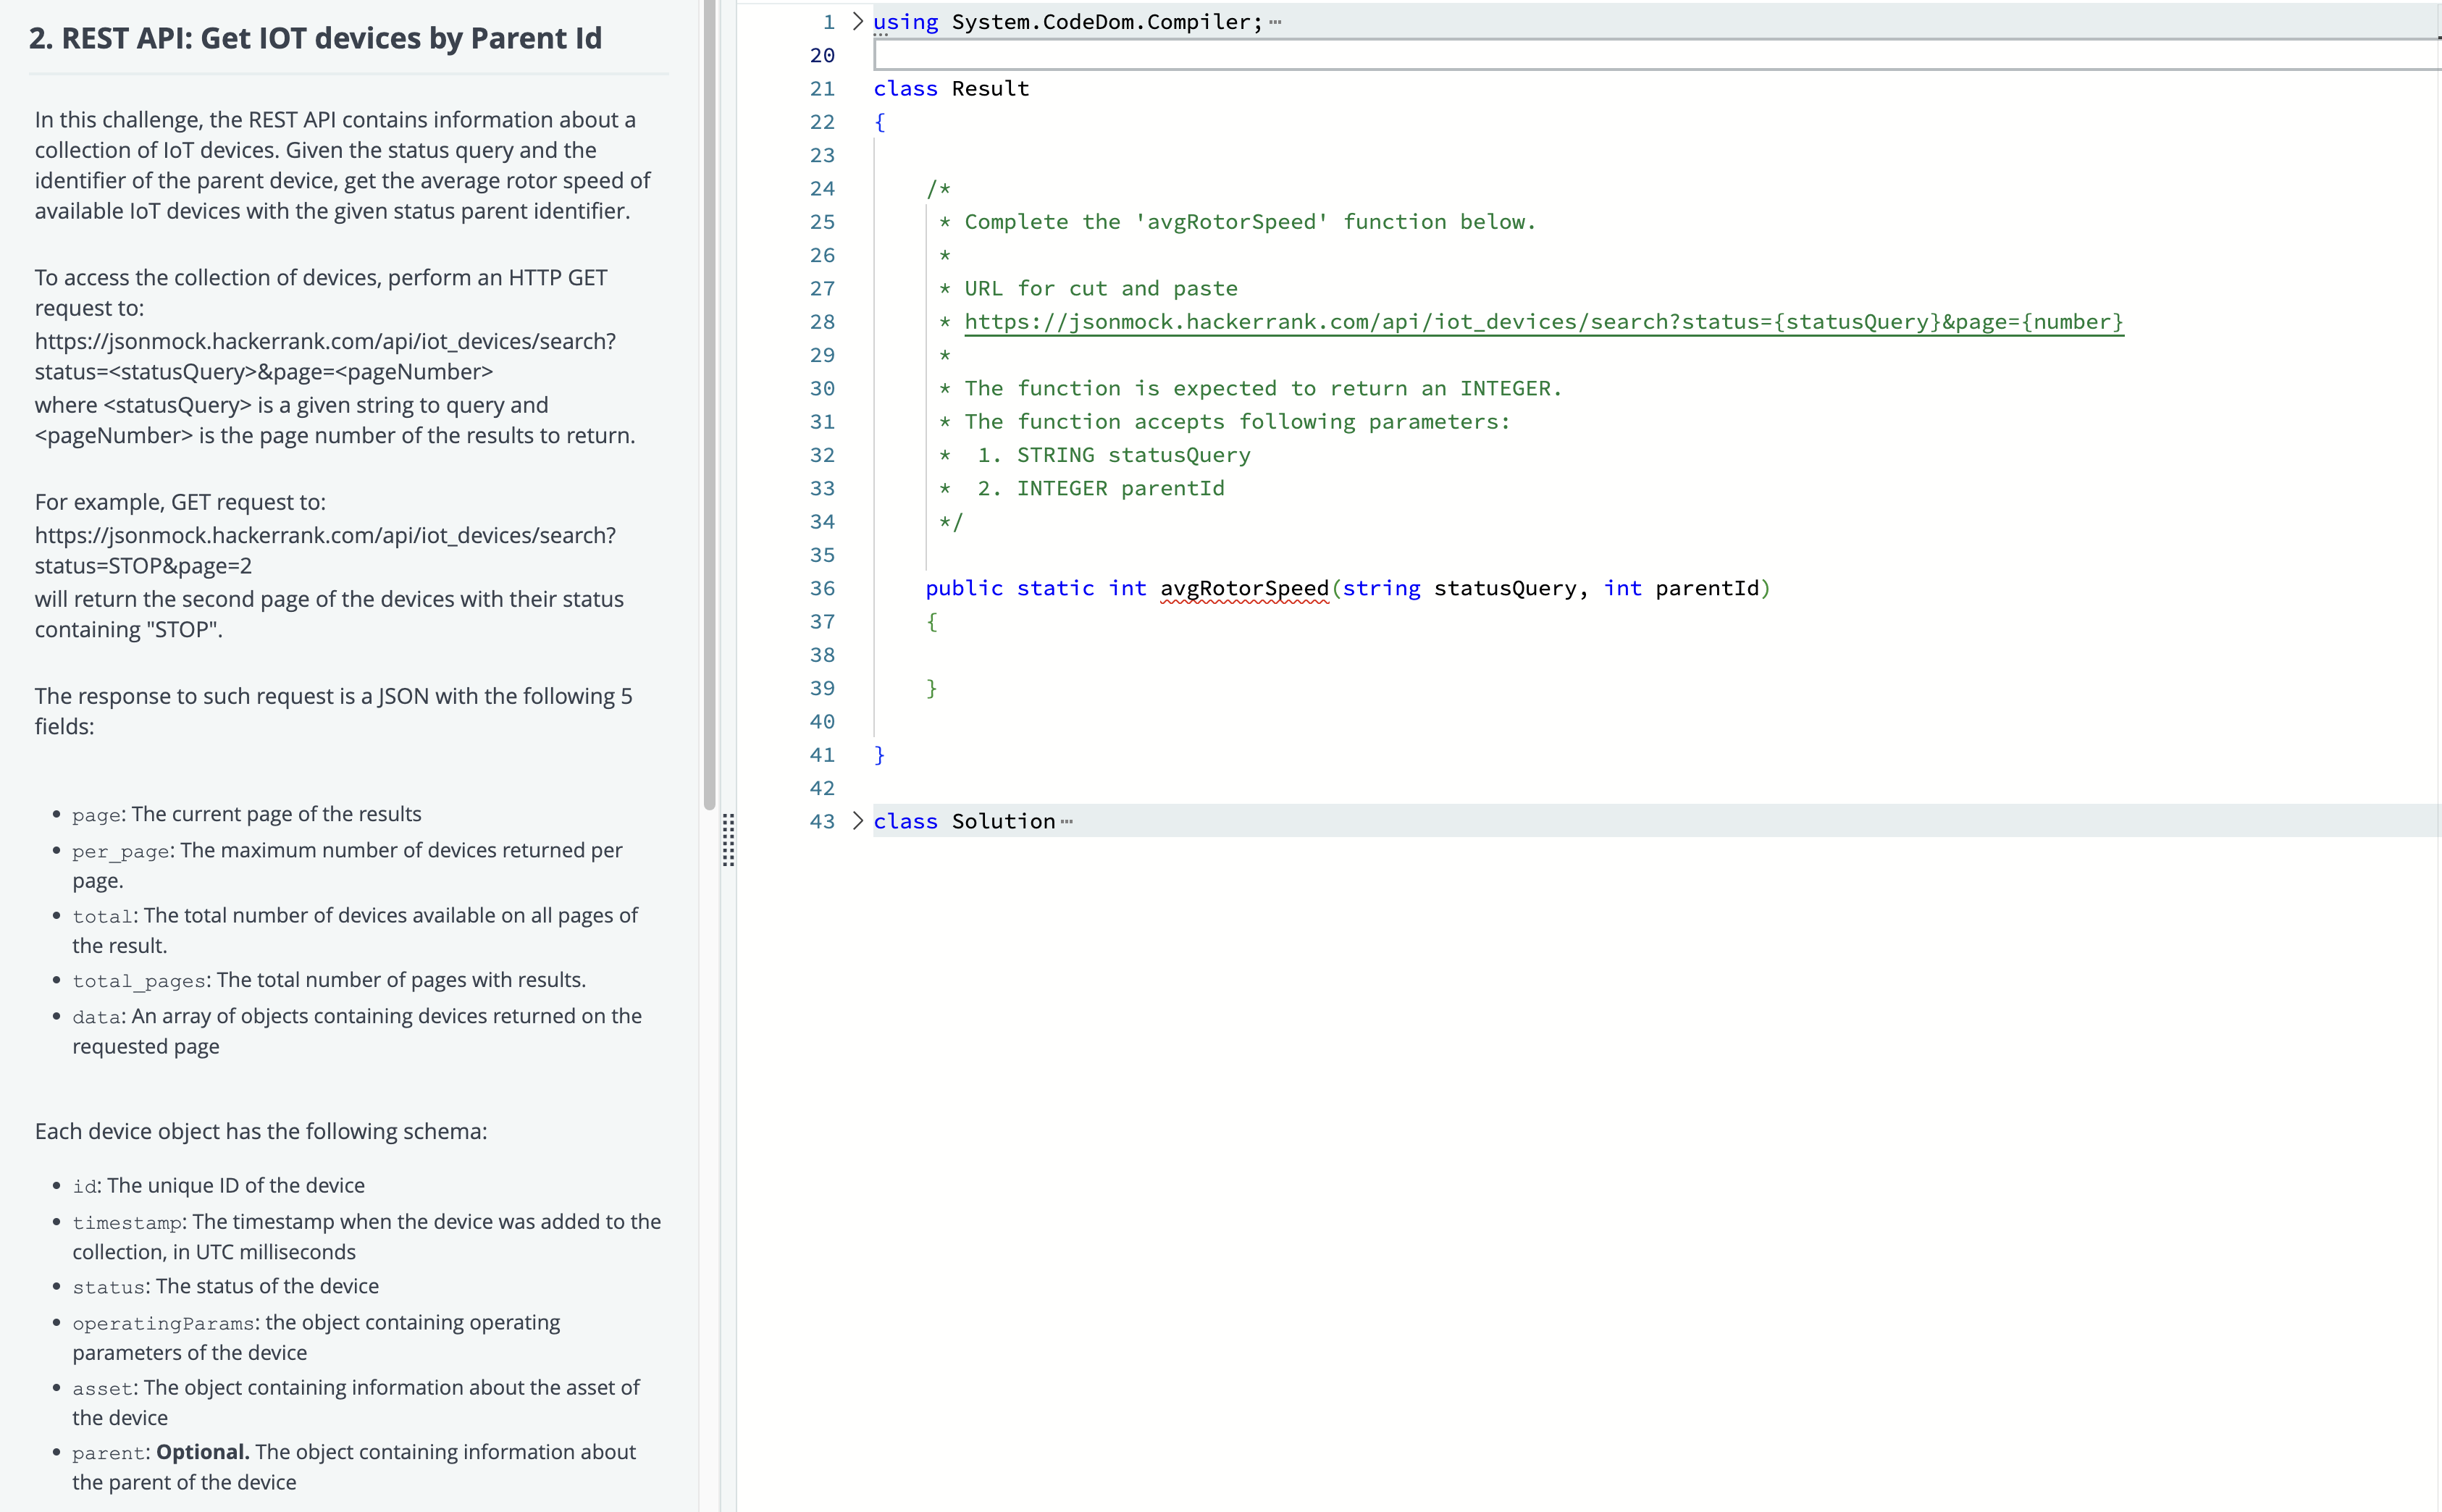 2. REST API: Get IOT devices by Parent Id
In this challenge, the REST API contains information about a
collection of IoT devices. Given the status query and the
identifier of the parent device, get the average rotor speed of
available IoT devices with the given status parent identifier.
To access the collection of devices, perform an HTTP GET
request to:
https://jsonmock.hackerrank.com/api/iot_devices/search?
status=<statusQuery>&page=<pageNumber>
where <statusQuery> is a given string to query and
<pageNumber> is the page number of the results to return.
For example, GET request to:
https://jsonmock.hackerrank.com/api/iot_devices/search?
status=STOP&page=2
will return the second page of the devices with their status
containing "STOP".
The response to such request is a JSON with the following 5
fields:
• page: The current page of the results
• per_page: The maximum number of devices returned per
page.
• total: The total number of devices available on all pages of
the result.
• total_pages: The total number of pages with results.
• data: An array of objects containing devices returned on the
requested page
Each device object has the following schema:
• id: The unique ID of the device
• timestamp: The timestamp when the device was added to the
collection, in UTC milliseconds
• status: The status of the device
• operatingParams: the object containing operating
parameters of the device
• asset: The object containing information about the asset of
the device
• parent: Optional. The object containing information about
the parent of the device
1 using System.CodeDom.Compiler;⋯
20
21 class Result
22 {
23
24 /*
25 * Complete the 'avgRotorSpeed' function below.
26 *
27 * URL for cut and paste
28 * https://jsonmock.hackerrank.com/api/iot_devices/search?status={statusQuery}&page={number}
29 *
30 * The function is expected to return an INTEGER.
31 * The function accepts following parameters:
32 * 1. STRING statusQuery
33 * 2. INTEGER parentId
34 */
35
36 public static int avgRotorSpeed(string statusQuery, int parentId)
37 {
38
39 }
40
41 }
42
43 class Solution⋯